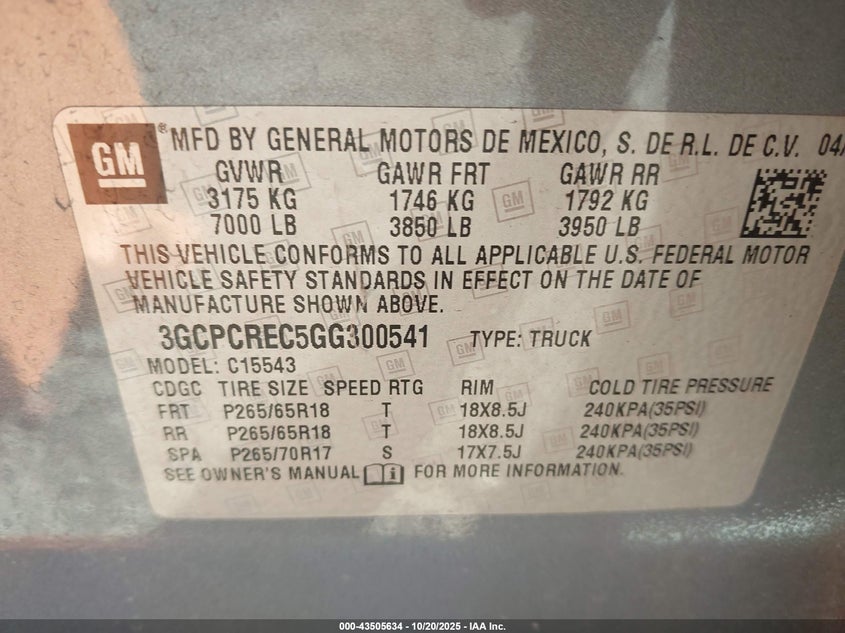 GM ® MFD BY GENERAL MOTORS DE MEXICO, S. DE R.L. DE C.V. 04/
GVWR GAWR FRT GAWR RR
3175 KG 1746 KG 1792 KG
7000 LB 3850 LB 3950 LB
THIS VEHICLE CONFORMS TO ALL APPLICABLE U.S. FEDERAL MOTOR
VEHICLE SAFETY STANDARDS IN EFFECT ON THE DATE OF
MANUFACTURE SHOWN ABOVE.
3GCPCREC5GG300541 TYPE: TRUCK
MODEL: C15543
CDGC TIRE SIZE SPEED RTG RIM COLD TIRE PRESSURE
FRT P265/65R18 T 18X8.5J 240KPA(35PSI)
RR P265/65R18 T 18X8.5J 240KPA(35PSI)
SPA P265/70R17 S 17X7.5J 240KPA(35PSI)
SEE OWNER'S MANUAL FOR MORE INFORMATION.
000-43505634 | 10/20/2025 - IAA Inc.